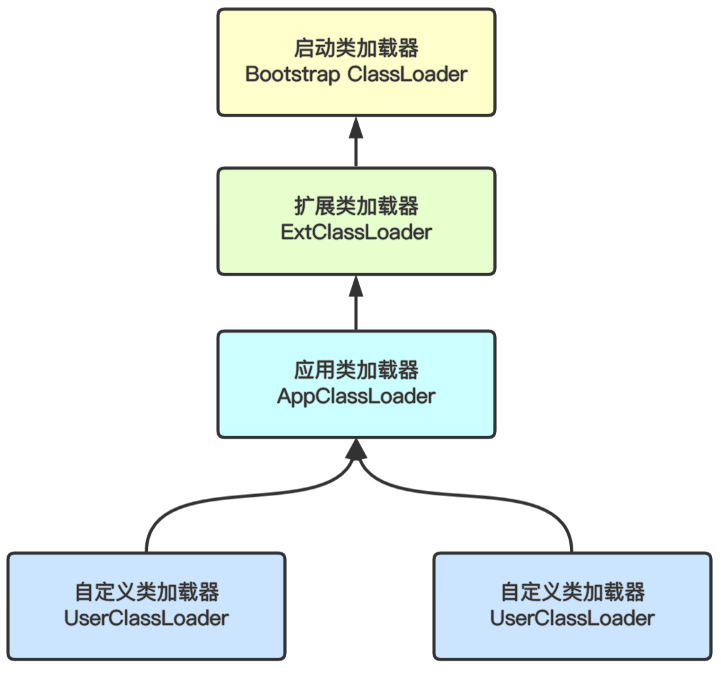 启动类加载器
Bootstrap ClassLoader
扩展类加载器
ExtClassLoader
应用类加载器
AppClassLoader
自定义类加载器
UserClassLoader
自定义类加载器
UserClassLoader